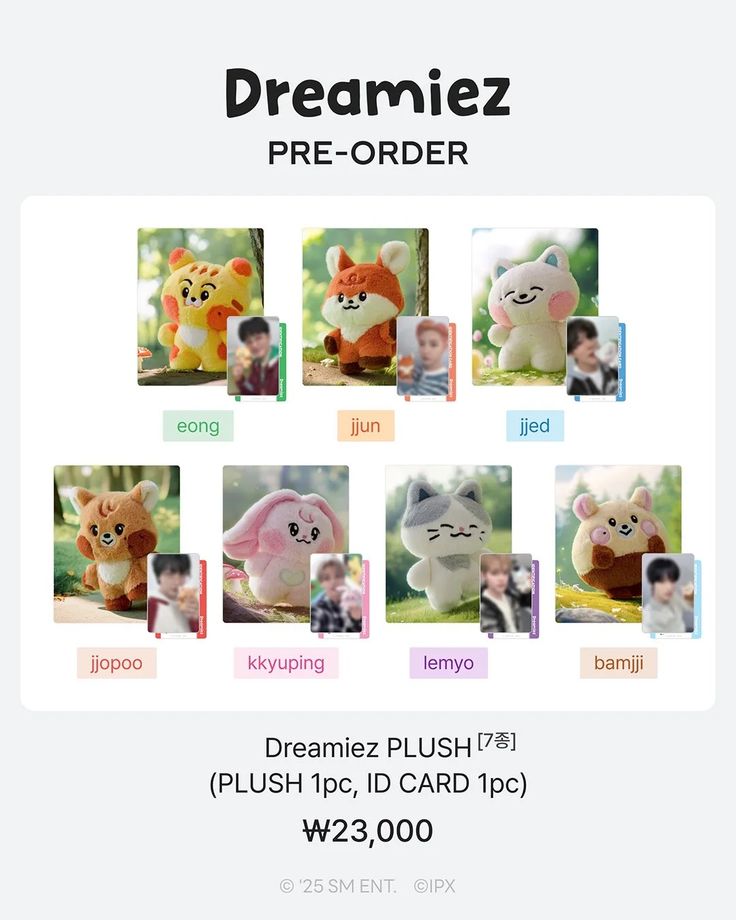 Dreamiez
PRE-ORDER
eong
jjun
jjed
jjopoo
kkyuping
lemyo
bamjji
Dreamiez PLUSH [7종]
(PLUSH 1pc, ID CARD 1pc)
₩23,000
© '25 SM ENT. ©IPX